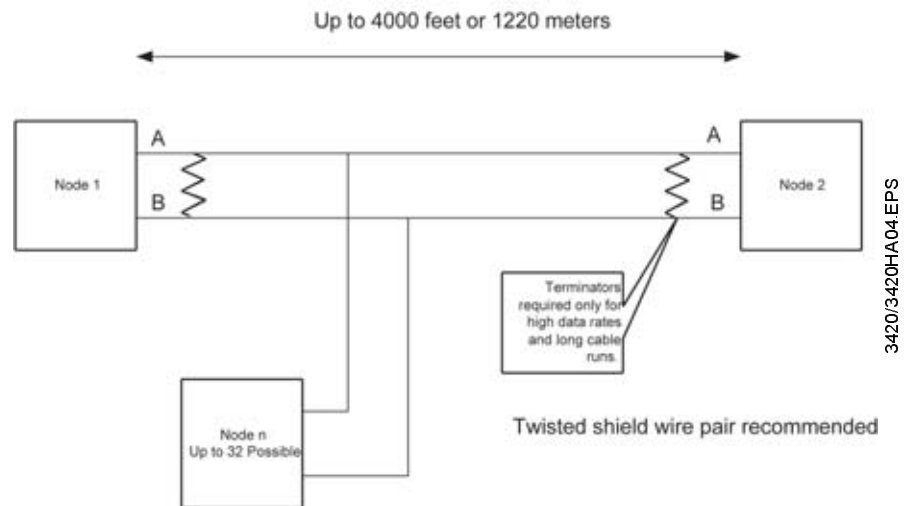 Up to 4000 feet or 1220 meters
A
A
Node 1
Node 2
B
B
Terminators
required only for
high data rates
and long cable
runs.
Node n
Up to 32 Possible
Twisted shield wire pair recommended
3420/3420HA04.EPS